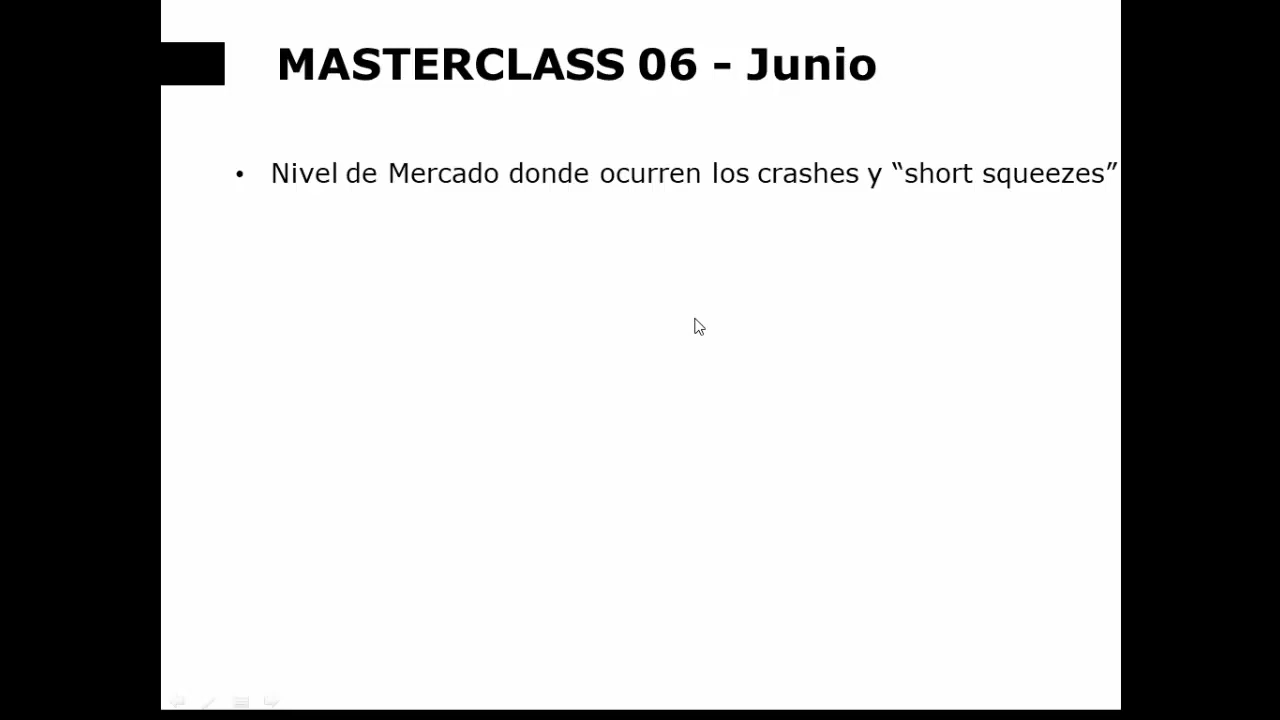 MASTERCLASS 06 - Junio
• Nivel de Mercado donde ocurren los crashes y “short squeezes”